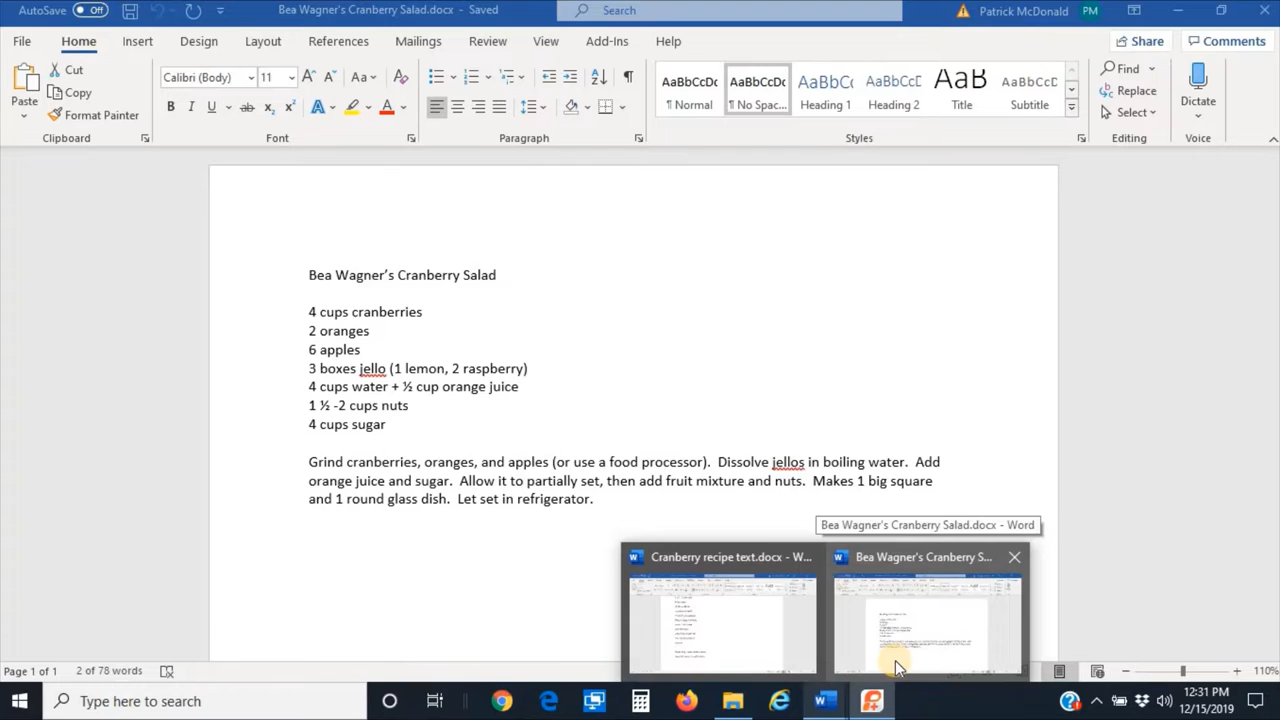 AutoSave Off Bea Wagner's Cranberry Salad.docx - Saved Search Patrick McDonald PM
File Home Insert Design Layout References Mailings Review View Add-Ins Help Share Comments
Paste Cut Copy Format Painter
Calibri (Body) 11 Aa
B I U ab x₂ x² A A
AaBbCcDc AaBbCcDc AaBbCc AaBbCcD AaB AaBbCcD
¶ Normal ¶ No Spac... Heading 1 Heading 2 Title Subtitle
Find Replace Select Dictate
Clipboard Font Paragraph Styles Editing Voice
Bea Wagner’s Cranberry Salad
4 cups cranberries
2 oranges
6 apples
3 boxes jello (1 lemon, 2 raspberry)
4 cups water + ½ cup orange juice
1 ½ -2 cups nuts
4 cups sugar
Grind cranberries, oranges, and apples (or use a food processor). Dissolve jellos in boiling water. Add
orange juice and sugar. Allow it to partially set, then add fruit mixture and nuts. Makes 1 big square
and 1 round glass dish. Let set in refrigerator.
Bea Wagner's Cranberry Salad.docx - Word
Cranberry recipe text.docx - W... Bea Wagner's Cranberry S...
Page 1 of 1 2 of 78 words 110%
Type here to search 12:31 PM
12/15/2019